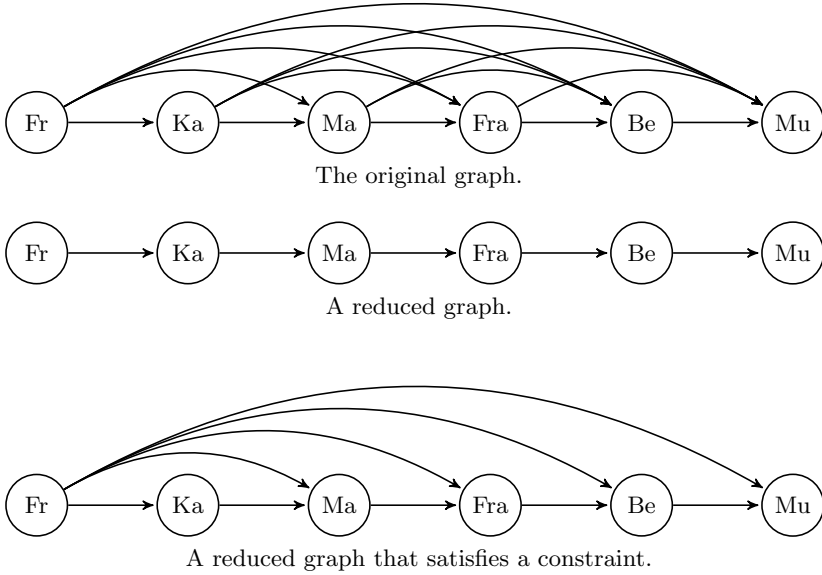 Fr Ka Ma Fra Be Mu
The original graph.
Fr Ka Ma Fra Be Mu
A reduced graph.
Fr Ka Ma Fra Be Mu
A reduced graph that satisfies a constraint.